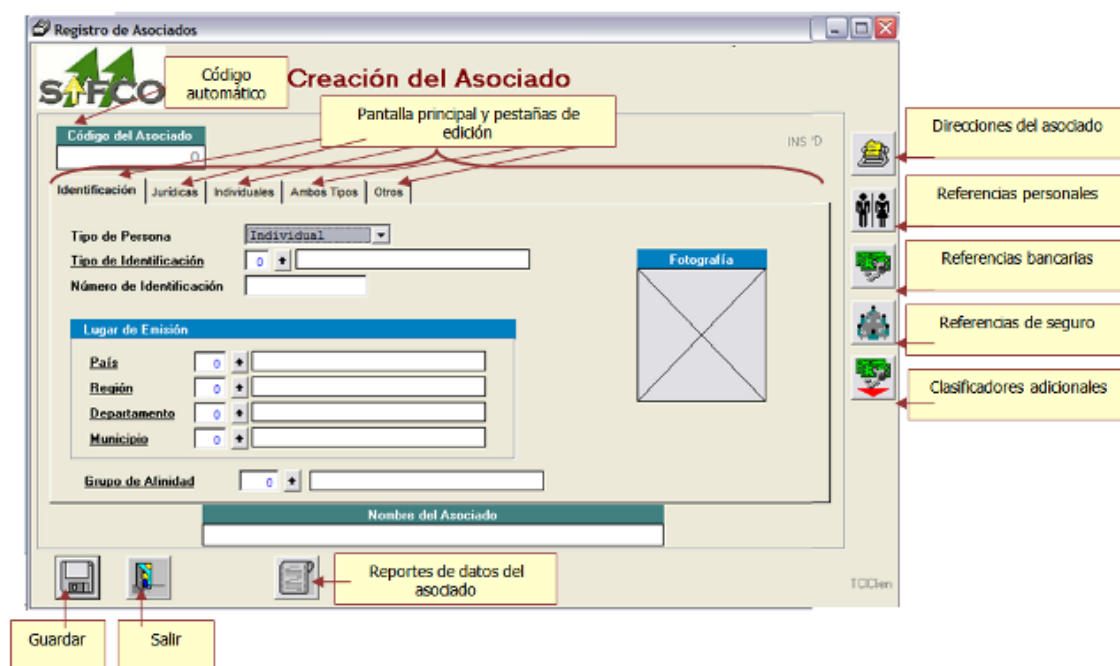 Registro de Asociados
SIFCO
Código
automático
Creación del Asociado
Pantalla principal y pestañas de
edición
Código del Asociado
0
Identificación
Jurídicas
Individuales
Ambos Tipos
Otros
Tipo de Persona
Individual
Tipo de Identificación
0
Número de Identificación
Fotografía
Lugar de Emisión
País
0
Región
0
Departamento
0
Municipio
0
Grupo de Afinidad
0
Nombre del Asociado
Direcciones del asociado
Referencias personales
Referencias bancarias
Referencias de seguro
Clasificadores adicionales
Reportes de datos del
asociado
Guardar
Salir